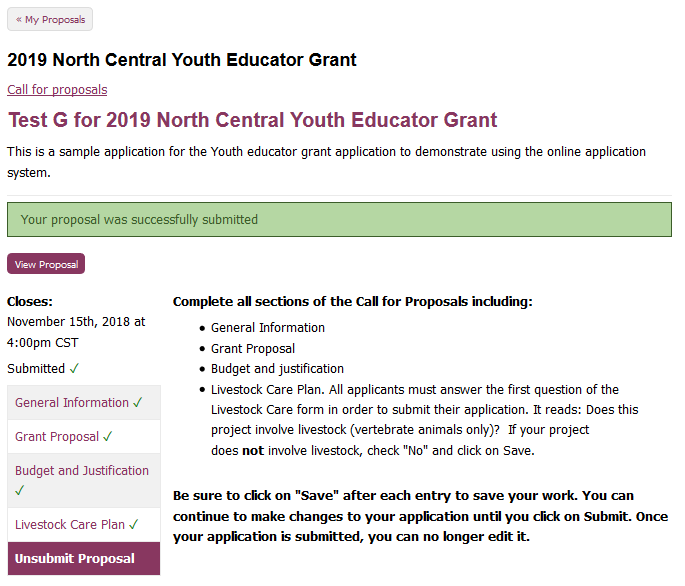 « My Proposals
2019 North Central Youth Educator Grant
Call for proposals
Test G for 2019 North Central Youth Educator Grant
This is a sample application for the Youth educator grant application to demonstrate using the online application
system.
Your proposal was successfully submitted
View Proposal
Closes:
November 15th, 2018 at
4:00pm CST
Submitted ✓
General Information ✓
Grant Proposal ✓
Budget and Justification
✓
Livestock Care Plan ✓
Unsubmit Proposal
Complete all sections of the Call for Proposals including:
• General Information
• Grant Proposal
• Budget and justification
• Livestock Care Plan. All applicants must answer the first question of the
Livestock Care form in order to submit their application. It reads: Does this
project involve livestock (vertebrate animals only)? If your project
does not involve livestock, check "No" and click on Save.
Be sure to click on "Save" after each entry to save your work. You can
continue to make changes to your application until you click on Submit. Once
your application is submitted, you can no longer edit it.